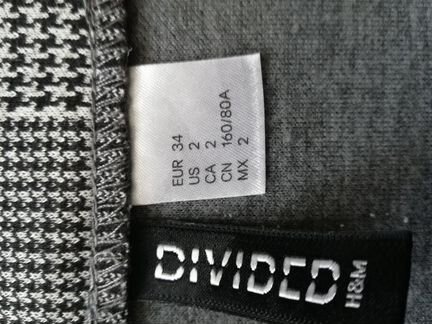 EUR 34
US 2
CA 2
CN 160/80A
MX 2
DIVIDED
H&M